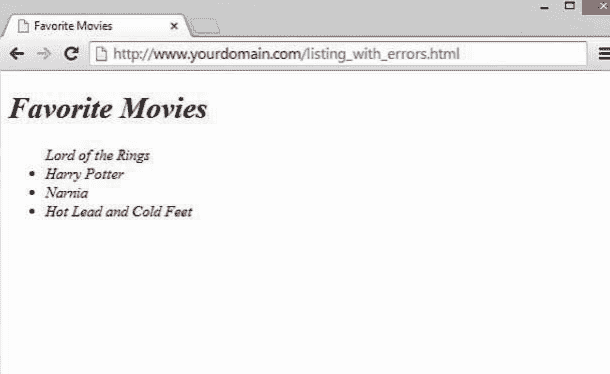 Favorite Movies
http://www.yourdomain.com/listing_with_errors.html
Favorite Movies
Lord of the Rings
Harry Potter
Narnia
Hot Lead and Cold Feet